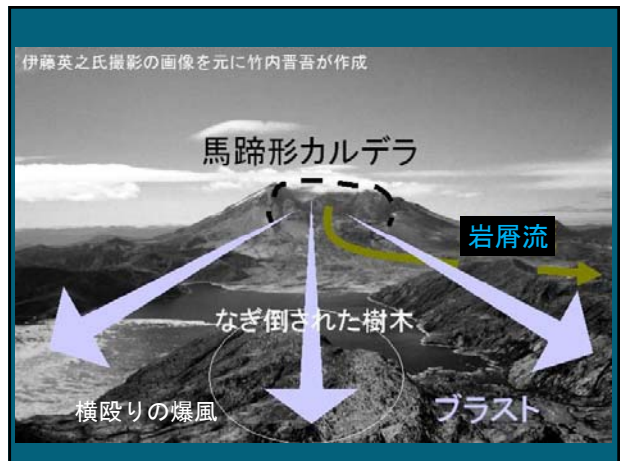 伊藤英之氏撮影の画像を元に竹内晋吾が作成
馬蹄形カルデラ
岩屑流
なぎ倒された樹木
横殴りの爆風
ブラスト